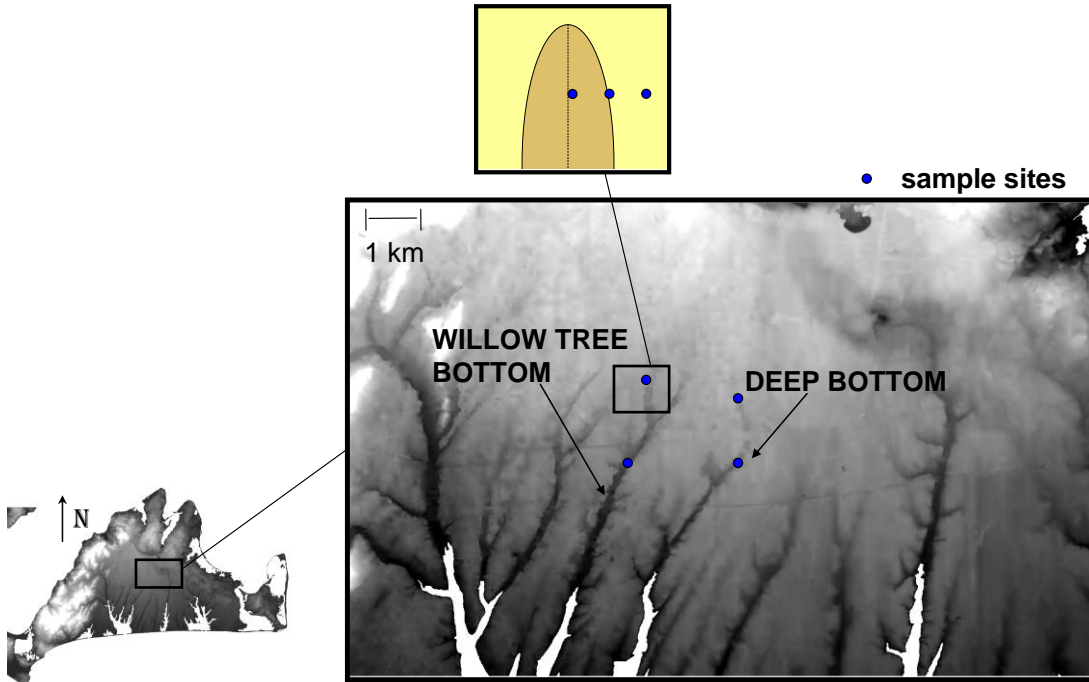 sample sites
1 km
WILLOW TREE
BOTTOM
DEEP BOTTOM
N